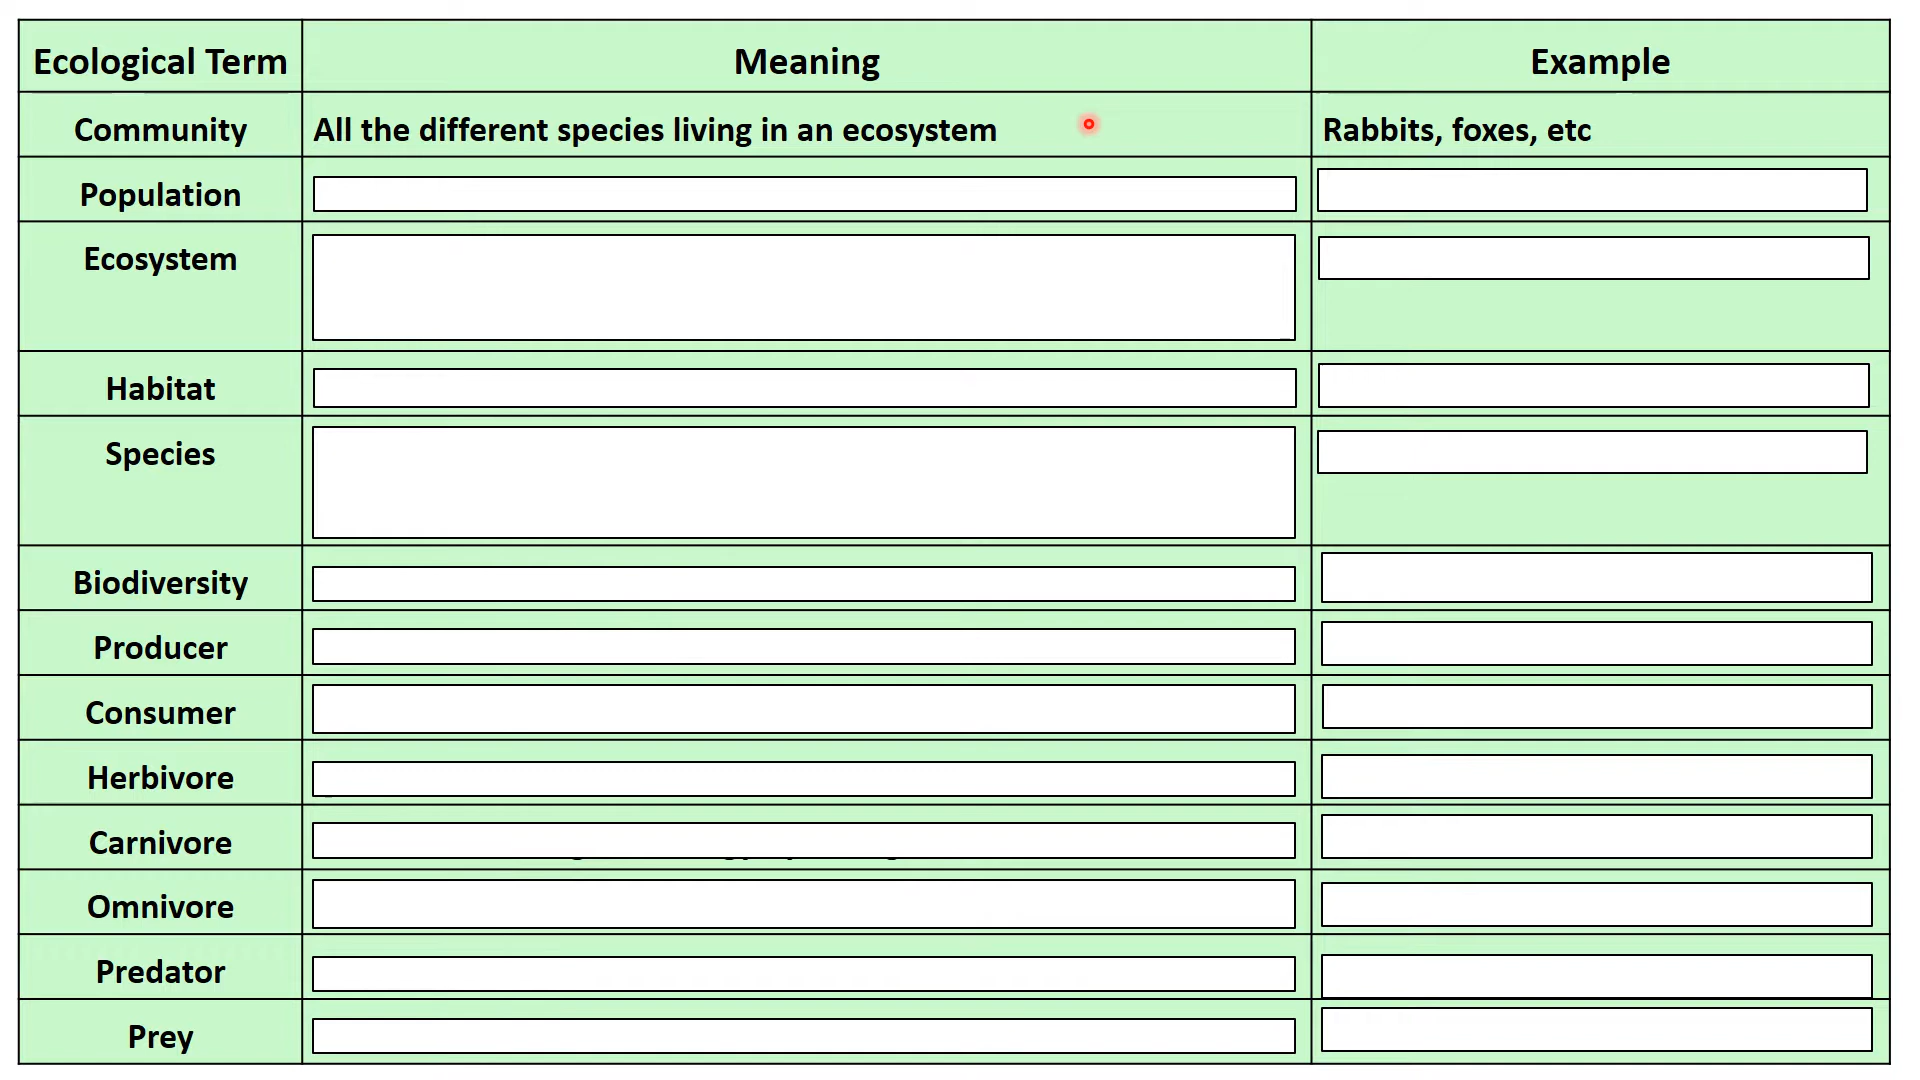 Ecological Term Meaning Example
Community All the different species living in an ecosystem Rabbits, foxes, etc
Population
Ecosystem
Habitat
Species
Biodiversity
Producer
Consumer
Herbivore
Carnivore
Omnivore
Predator
Prey